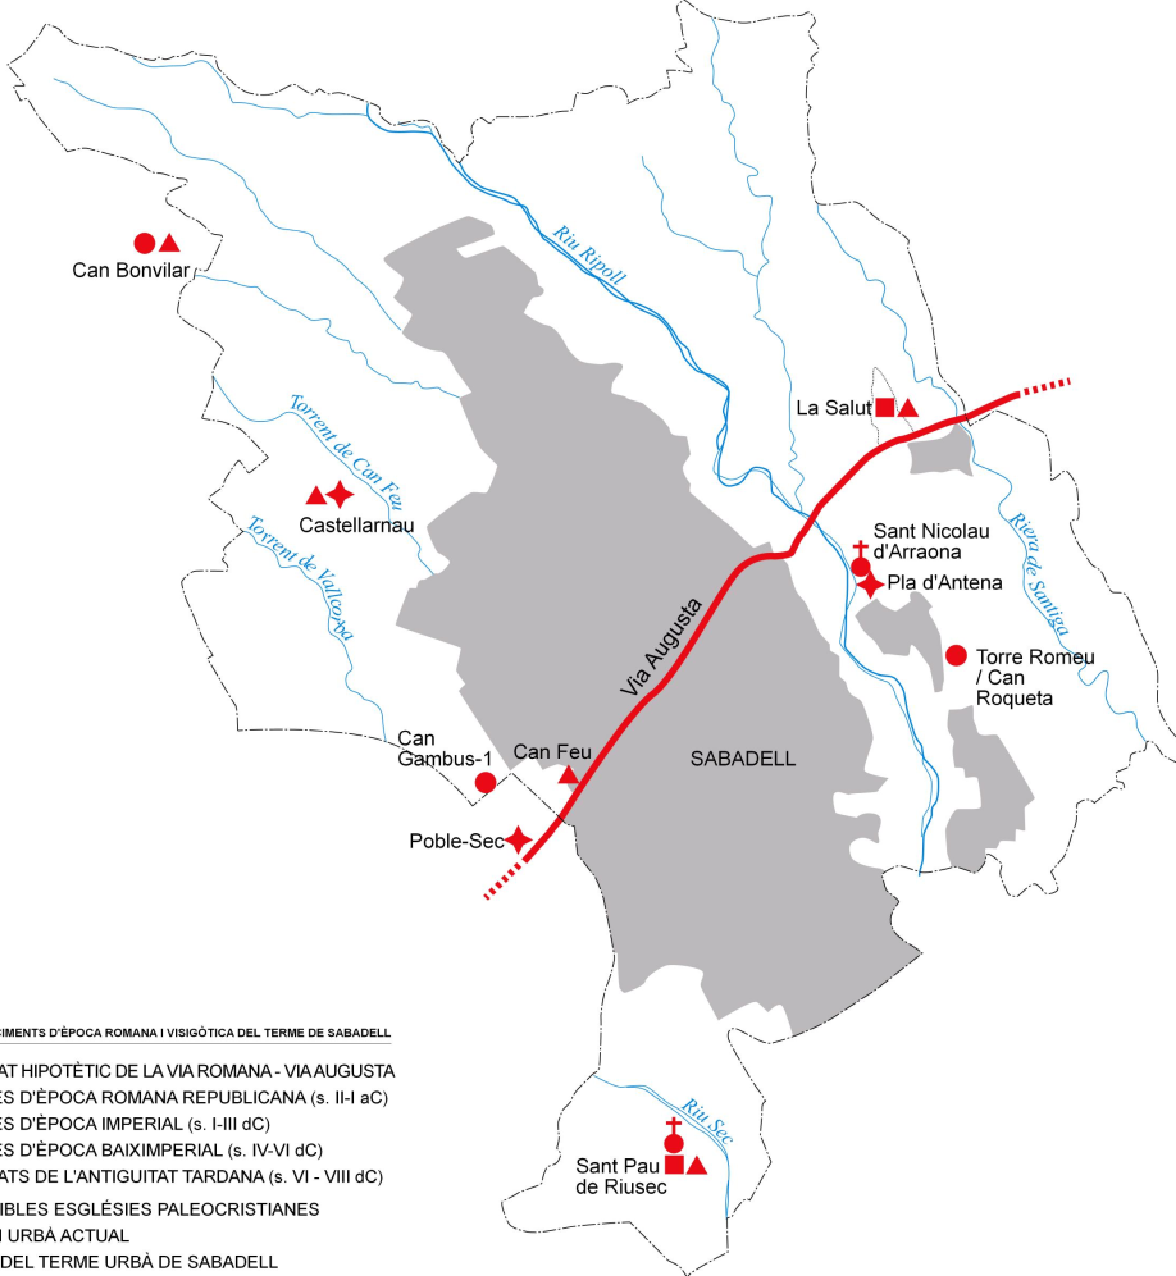 Riu Ripoll
Can Bonvilar
La Salut
Torrent de Can Feu
Castellarnau
Torrent de Vallcorba
Sant Nicolau
d'Arraona
Pla d'Antena
Riera de Santiga
Via Augusta
Torre Romeu
/ Can
Roqueta
Can
Gambus-1
Can Feu
SABADELL
Poble-Sec
Riu Sec
Sant Pau
de Riusec
CIMENTS D'ÈPOCA ROMANA I VISIGÒTICA DEL TERME DE SABADELL
AT HIPOTÈTIC DE LA VIA ROMANA - VIA AUGUSTA
ES D'ÈPOCA ROMANA REPUBLICANA (s. II-I aC)
ES D'ÈPOCA IMPERIAL (s. I-III dC)
ES D'ÈPOCA BAIXIMPERIAL (s. IV-VI dC)
ATS DE L'ANTIGUITAT TARDANA (s. VI - VIII dC)
IBLES ESGLÉSIES PALEOCRISTIANES
URBÀ ACTUAL
DEL TERME URBÀ DE SABADELL